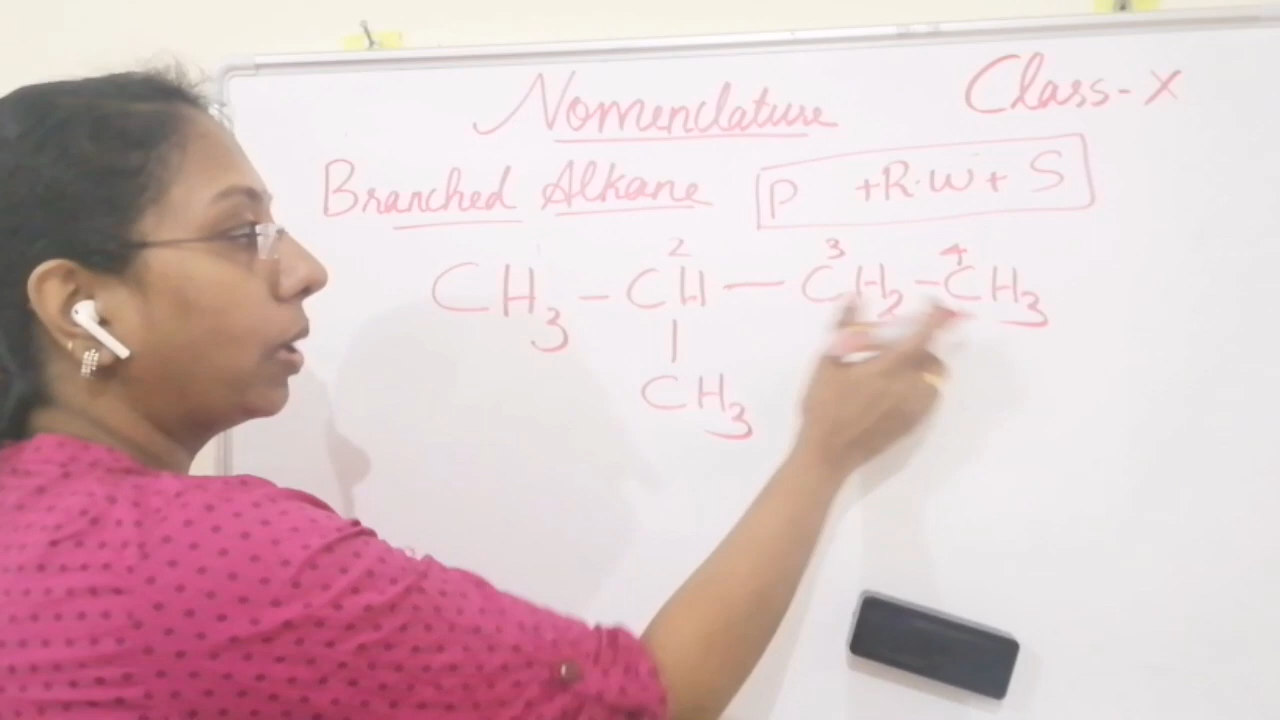 Nomenclature Class-X
Branched Alkane P +R.W+ S
2 3 4
CH3 - CH - CH2 - CH3
|
CH3